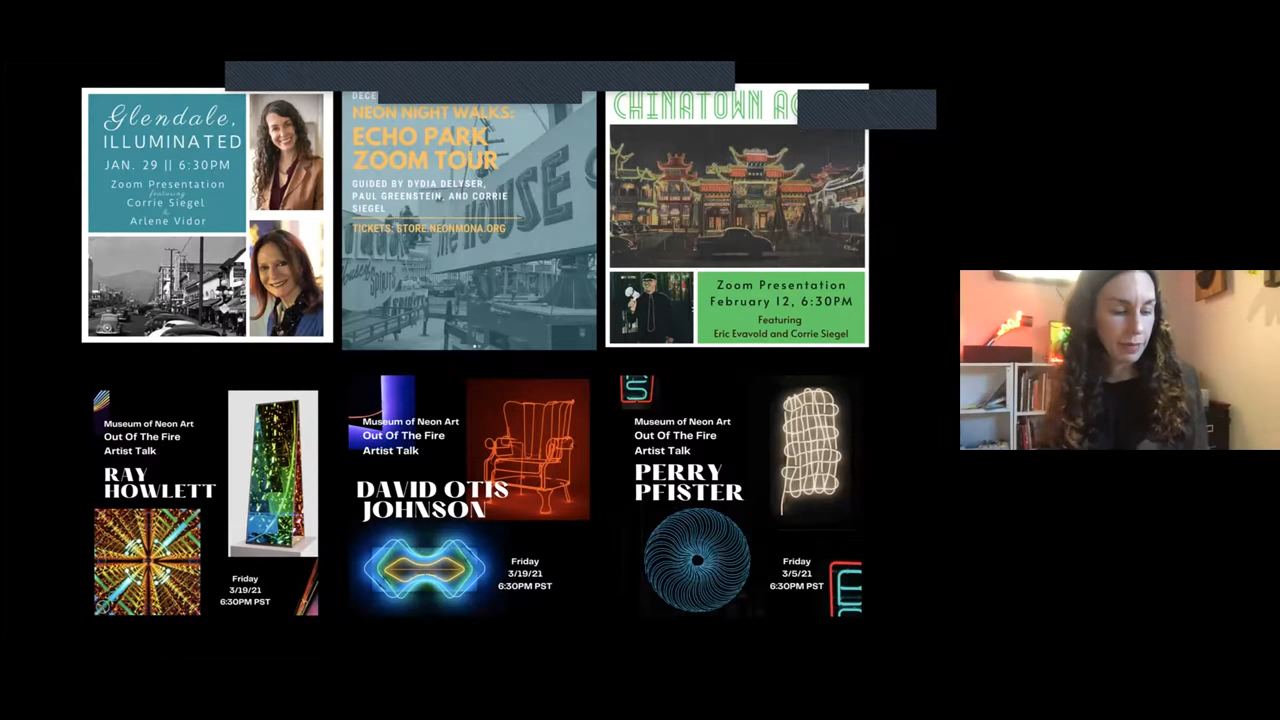 Glendale,
ILLUMINATED
JAN. 29 || 6:30PM
Zoom Presentation
featuring
Corrie Siegel
&
Arlene Vidor
DECE
NEON NIGHT WALKS:
ECHO PARK
ZOOM TOUR
GUIDED BY DYDIA DELYSER,
PAUL GREENSTEIN, AND CORRIE
SIEGEL
TICKETS: STORE.NEONMONA.ORG
The HOUSE
CHINATOWN
Zoom Presentation
February 12, 6:30PM
Featuring
Eric Evavold and Corrie Siegel
Museum of Neon Art
Out Of The Fire
Artist Talk
RAY
HOWLETT
Friday
3/19/21
6:30PM PST
Museum of Neon Art
Out Of The Fire
Artist Talk
DAVID OTIS
JOHNSON
Friday
3/19/21
6:30PM PST
Museum of Neon Art
Out Of The Fire
Artist Talk
PERRY
PFISTER
Friday
3/5/21
6:30PM PST